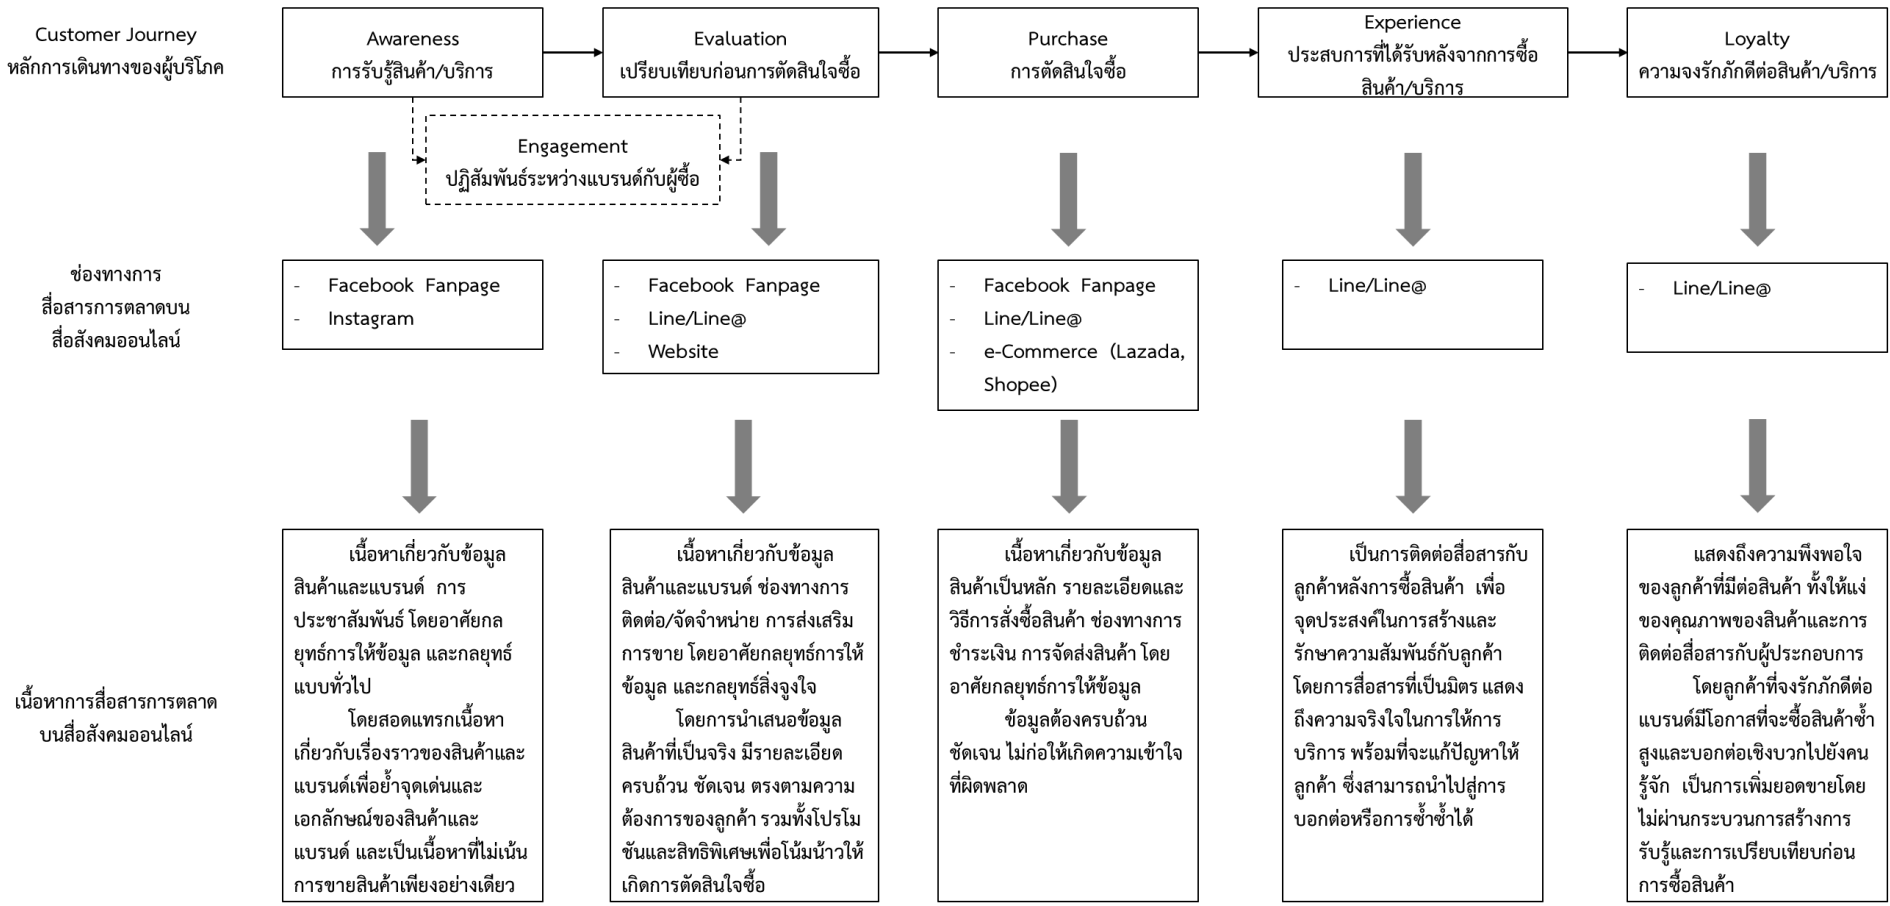 Customer Journey
หลักการเดินทางของผู้บริโภค
Awareness
การรับรู้สินค้า/บริการ
Evaluation
เปรียบเทียบก่อนการตัดสินใจซื้อ
Purchase
การตัดสินใจซื้อ
Experience
ประสบการที่ได้รับหลังจากการซื้อ
สินค้า/บริการ
Loyalty
ความจงรักภักดีต่อสินค้า/บริการ
Engagement
ปฏิสัมพันธ์ระหว่างแบรนด์กับผู้ซื้อ
ช่องทางการ
สื่อสารการตลาดบน
สื่อสังคมออนไลน์
- Facebook Fanpage
- Instagram
- Facebook Fanpage
- Line/Line@
- Website
- Facebook Fanpage
- Line/Line@
- e-Commerce (Lazada,
Shopee)
- Line/Line@
- Line/Line@
เนื้อหาการสื่อสารการตลาด
บนสื่อสังคมออนไลน์
เนื้อหาเกี่ยวกับข้อมูล
สินค้าและแบรนด์ การ
ประชาสัมพันธ์ โดยอาศัยกล
ยุทธ์การให้ข้อมูล และกลยุทธ์
แบบทั่วไป
โดยสอดแทรกเนื้อหา
เกี่ยวกับเรื่องราวของสินค้าและ
แบรนด์เพื่อย้ำจุดเด่นและ
เอกลักษณ์ของสินค้าและ
แบรนด์ และเป็นเนื้อหาที่ไม่เน้น
การขายสินค้าเพียงอย่างเดียว
เนื้อหาเกี่ยวกับข้อมูล
สินค้าและแบรนด์ ช่องทางการ
ติดต่อ/จัดจำหน่าย การส่งเสริม
การขาย โดยอาศัยกลยุทธ์การให้
ข้อมูล และกลยุทธ์สิ่งจูงใจ
โดยการนำเสนอข้อมูล
สินค้าที่เป็นจริง มีรายละเอียด
ครบถ้วน ชัดเจน ตรงตามความ
ต้องการของลูกค้า รวมทั้งโปรโม
ชันและสิทธิพิเศษเพื่อโน้มน้าวให้
เกิดการตัดสินใจซื้อ
เนื้อหาเกี่ยวกับข้อมูล
สินค้าเป็นหลัก รายละเอียดและ
วิธีการสั่งซื้อสินค้า ช่องทางการ
ชำระเงิน การจัดส่งสินค้า โดย
อาศัยกลยุทธ์การให้ข้อมูล
ข้อมูลต้องครบถ้วน
ชัดเจน ไม่ก่อให้เกิดความเข้าใจ
ที่ผิดพลาด
เป็นการติดต่อสื่อสารกับ
ลูกค้าหลังการซื้อสินค้า เพื่อ
จุดประสงค์ในการสร้างและ
รักษาความสัมพันธ์กับลูกค้า
โดยการสื่อสารที่เป็นมิตร แสดง
ถึงความจริงใจในการให้การ
บริการ พร้อมที่จะแก้ปัญหาให้
ลูกค้า ซึ่งสามารถนำไปสู่การ
บอกต่อหรือการซ้ำซ้ำได้
แสดงถึงความพึงพอใจ
ของลูกค้าที่มีต่อสินค้า ทั้งให้แง่
ของคุณภาพของสินค้าและการ
ติดต่อสื่อสารกับผู้ประกอบการ
โดยลูกค้าที่จงรักภักดีต่อ
แบรนด์มีโอกาสที่จะซื้อสินค้าซ้ำ
สูงและบอกต่อเชิงบวกไปยังคน
รู้จัก เป็นการเพิ่มยอดขายโดย
ไม่ผ่านกระบวนการสร้างการ
รับรู้และการเปรียบเทียบก่อน
การซื้อสินค้า